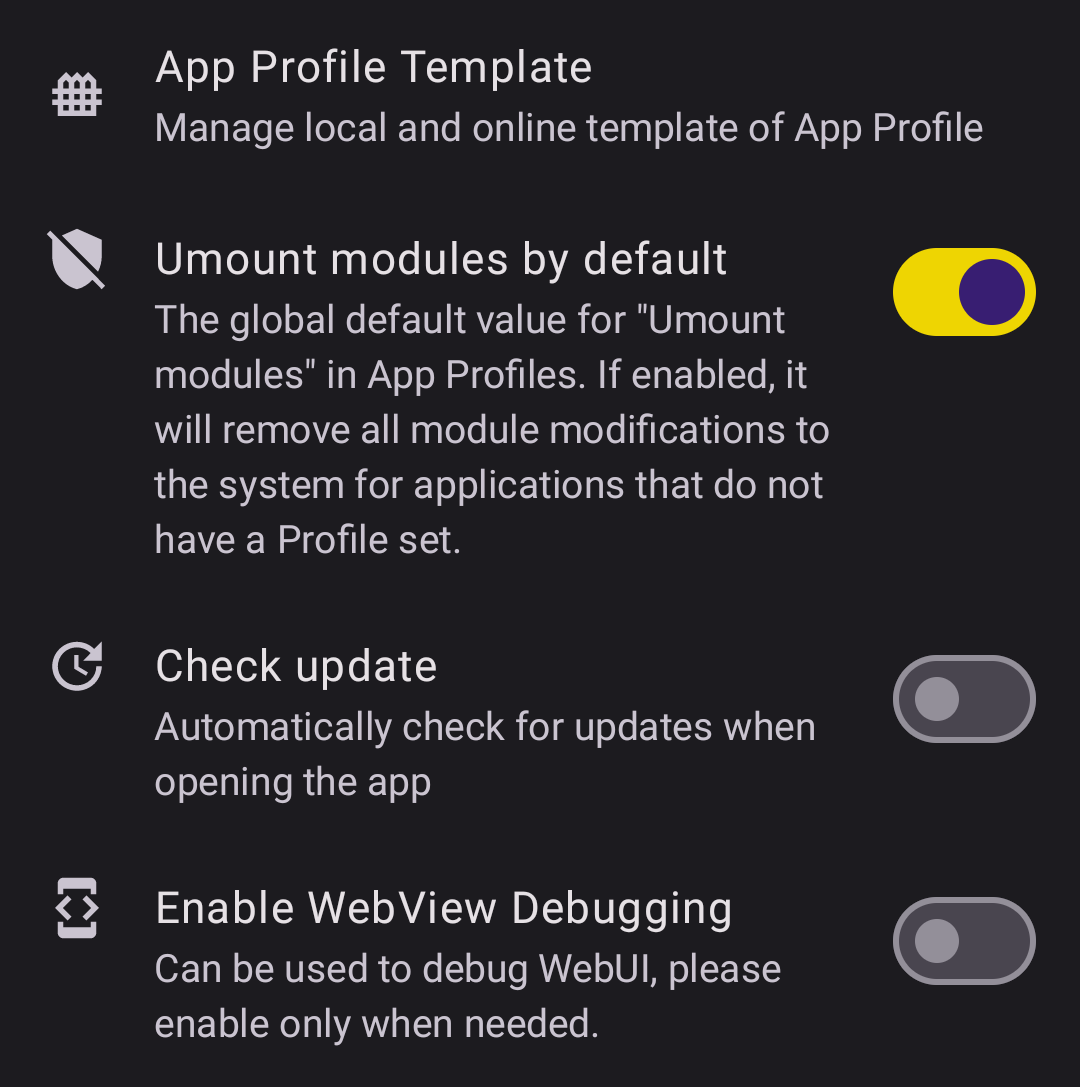 App Profile Template
Manage local and online template of App Profile
Umount modules by default
The global default value for "Umount
modules" in App Profiles. If enabled, it
will remove all module modifications to
the system for applications that do not
have a Profile set.
Check update
Automatically check for updates when
opening the app
Enable WebView Debugging
Can be used to debug WebUI, please
enable only when needed.